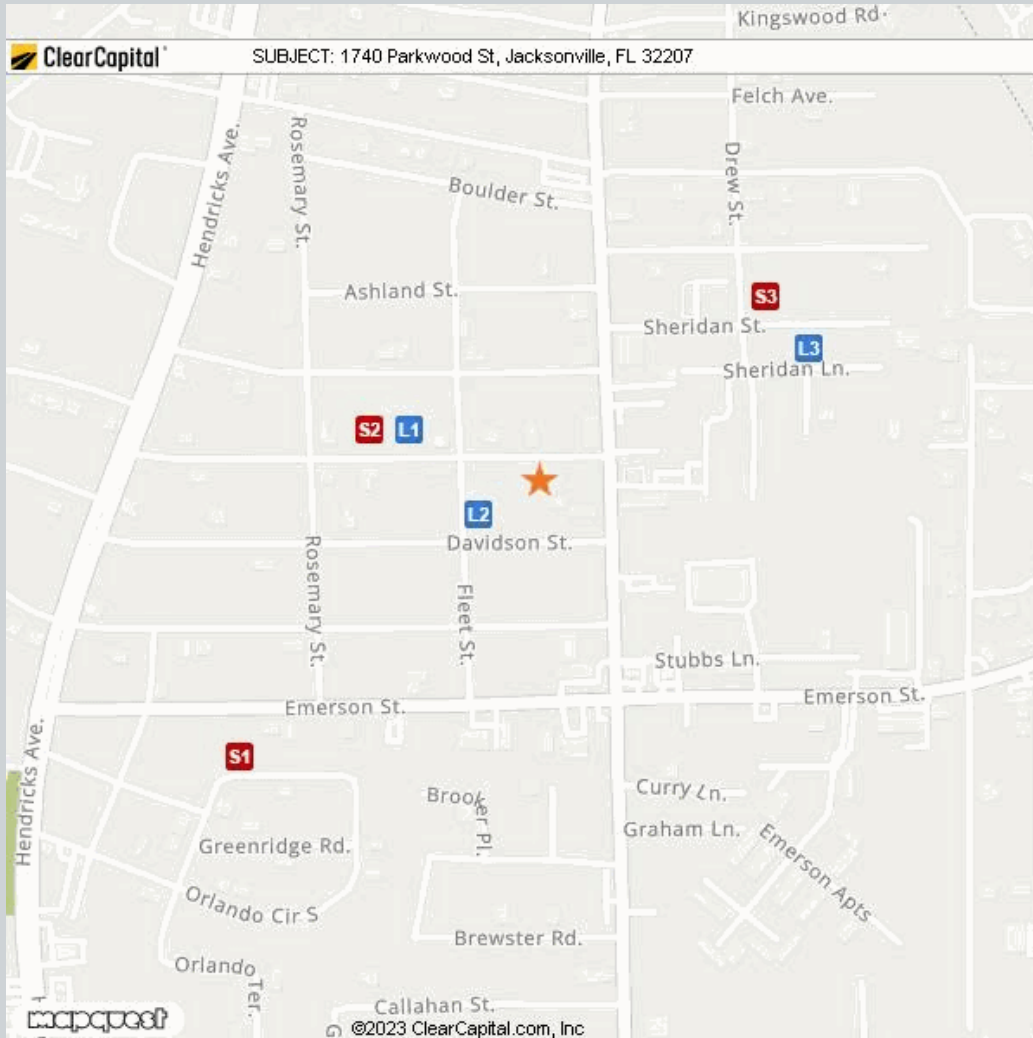 Kingswood Rd.
ClearCapital
SUBJECT: 1740 Parkwood St, Jacksonville, FL 32207
Felch Ave.
Hendricks Ave.
Rosemary St.
Drew St.
Boulder St.
Ashland St.
S3
Sheridan St.
L3
Sheridan Ln.
S2
L1
L2
Davidson St.
Rosemary St.
Fleet St.
Stubbs Ln.
Emerson St.
Emerson St.
Hendricks Ave.
S1
Brooker Pl.
Curry Ln.
Graham Ln.
Greenridge Rd.
Emerson Apts
Orlando Cir S
Brewster Rd.
Orlando Ter.
Callahan St.
mapquest
©2023 ClearCapital.com, Inc